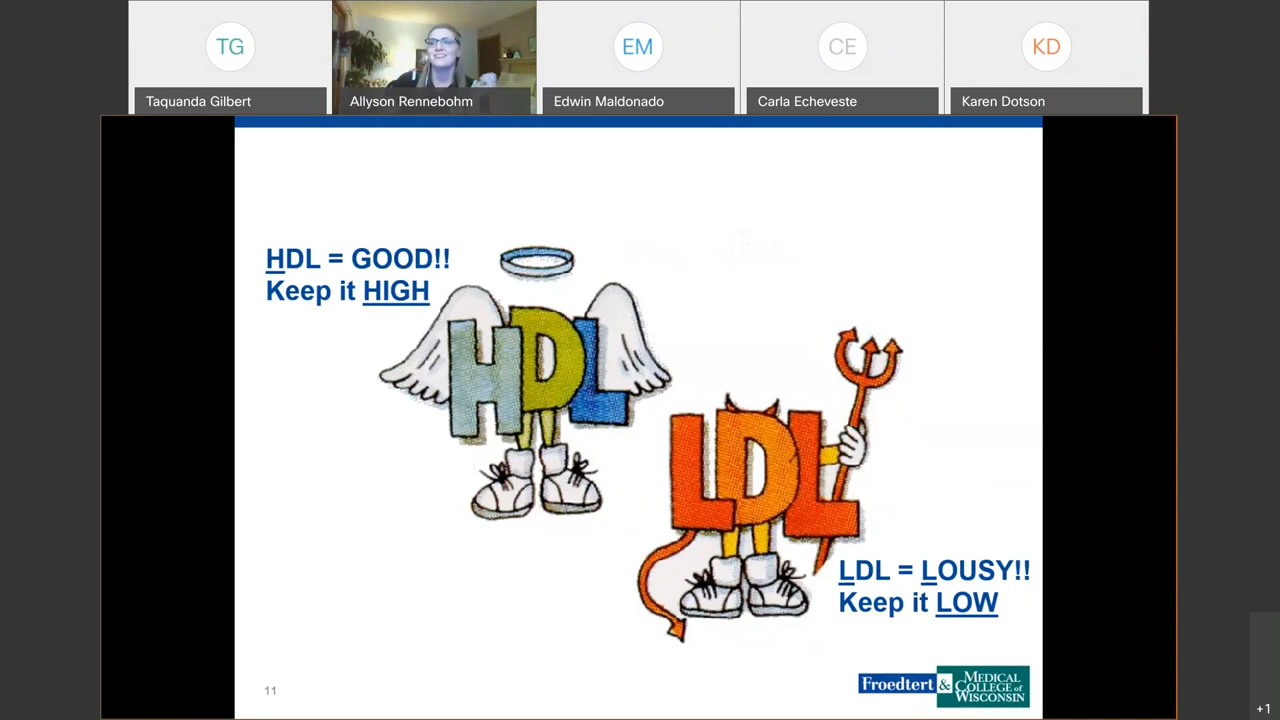 TG
EM
CE
KD
Taquanda Gilbert
Allyson Rennebohm
Edwin Maldonado
Carla Echeveste
Karen Dotson
HDL = GOOD!!
Keep it HIGH
HDL
LDL
LDL = LOUSY!!
Keep it LOW
11
Froedtert & MEDICAL
COLLEGE of
WISCONSIN
+1